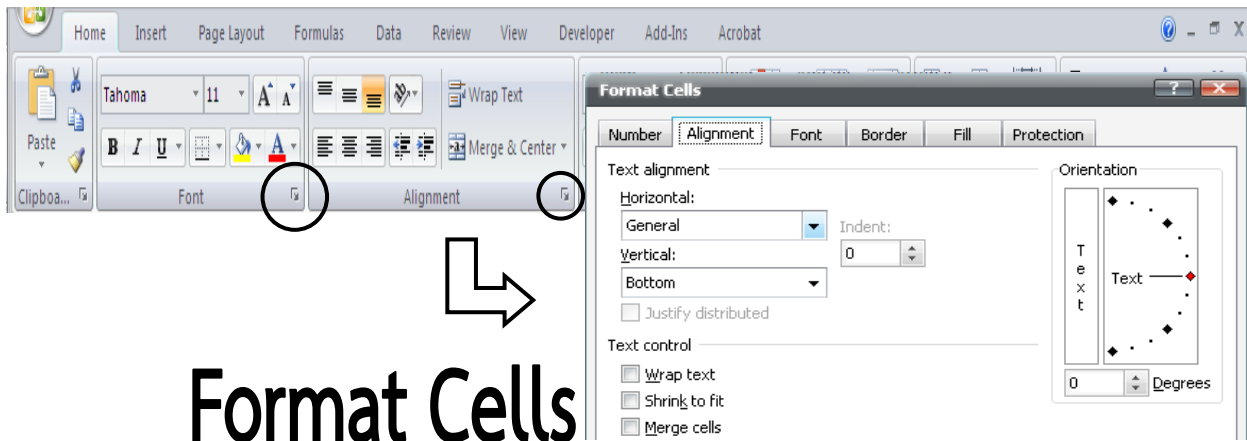 Home Insert Page Layout Formulas Data Review View Developer Add-Ins Acrobat
Tahoma 11 A A Wrap Text
Paste B I U A Merge & Center
Clipboa... Font Alignment
Format Cells
Number Alignment Font Border Fill Protection
Text alignment
Horizontal:
General
Indent:
Vertical:
0
Bottom
Justify distributed
Text control
Wrap text
Shrink to fit
Merge cells
Orientation
Text
Text
0 Degrees
Format Cells